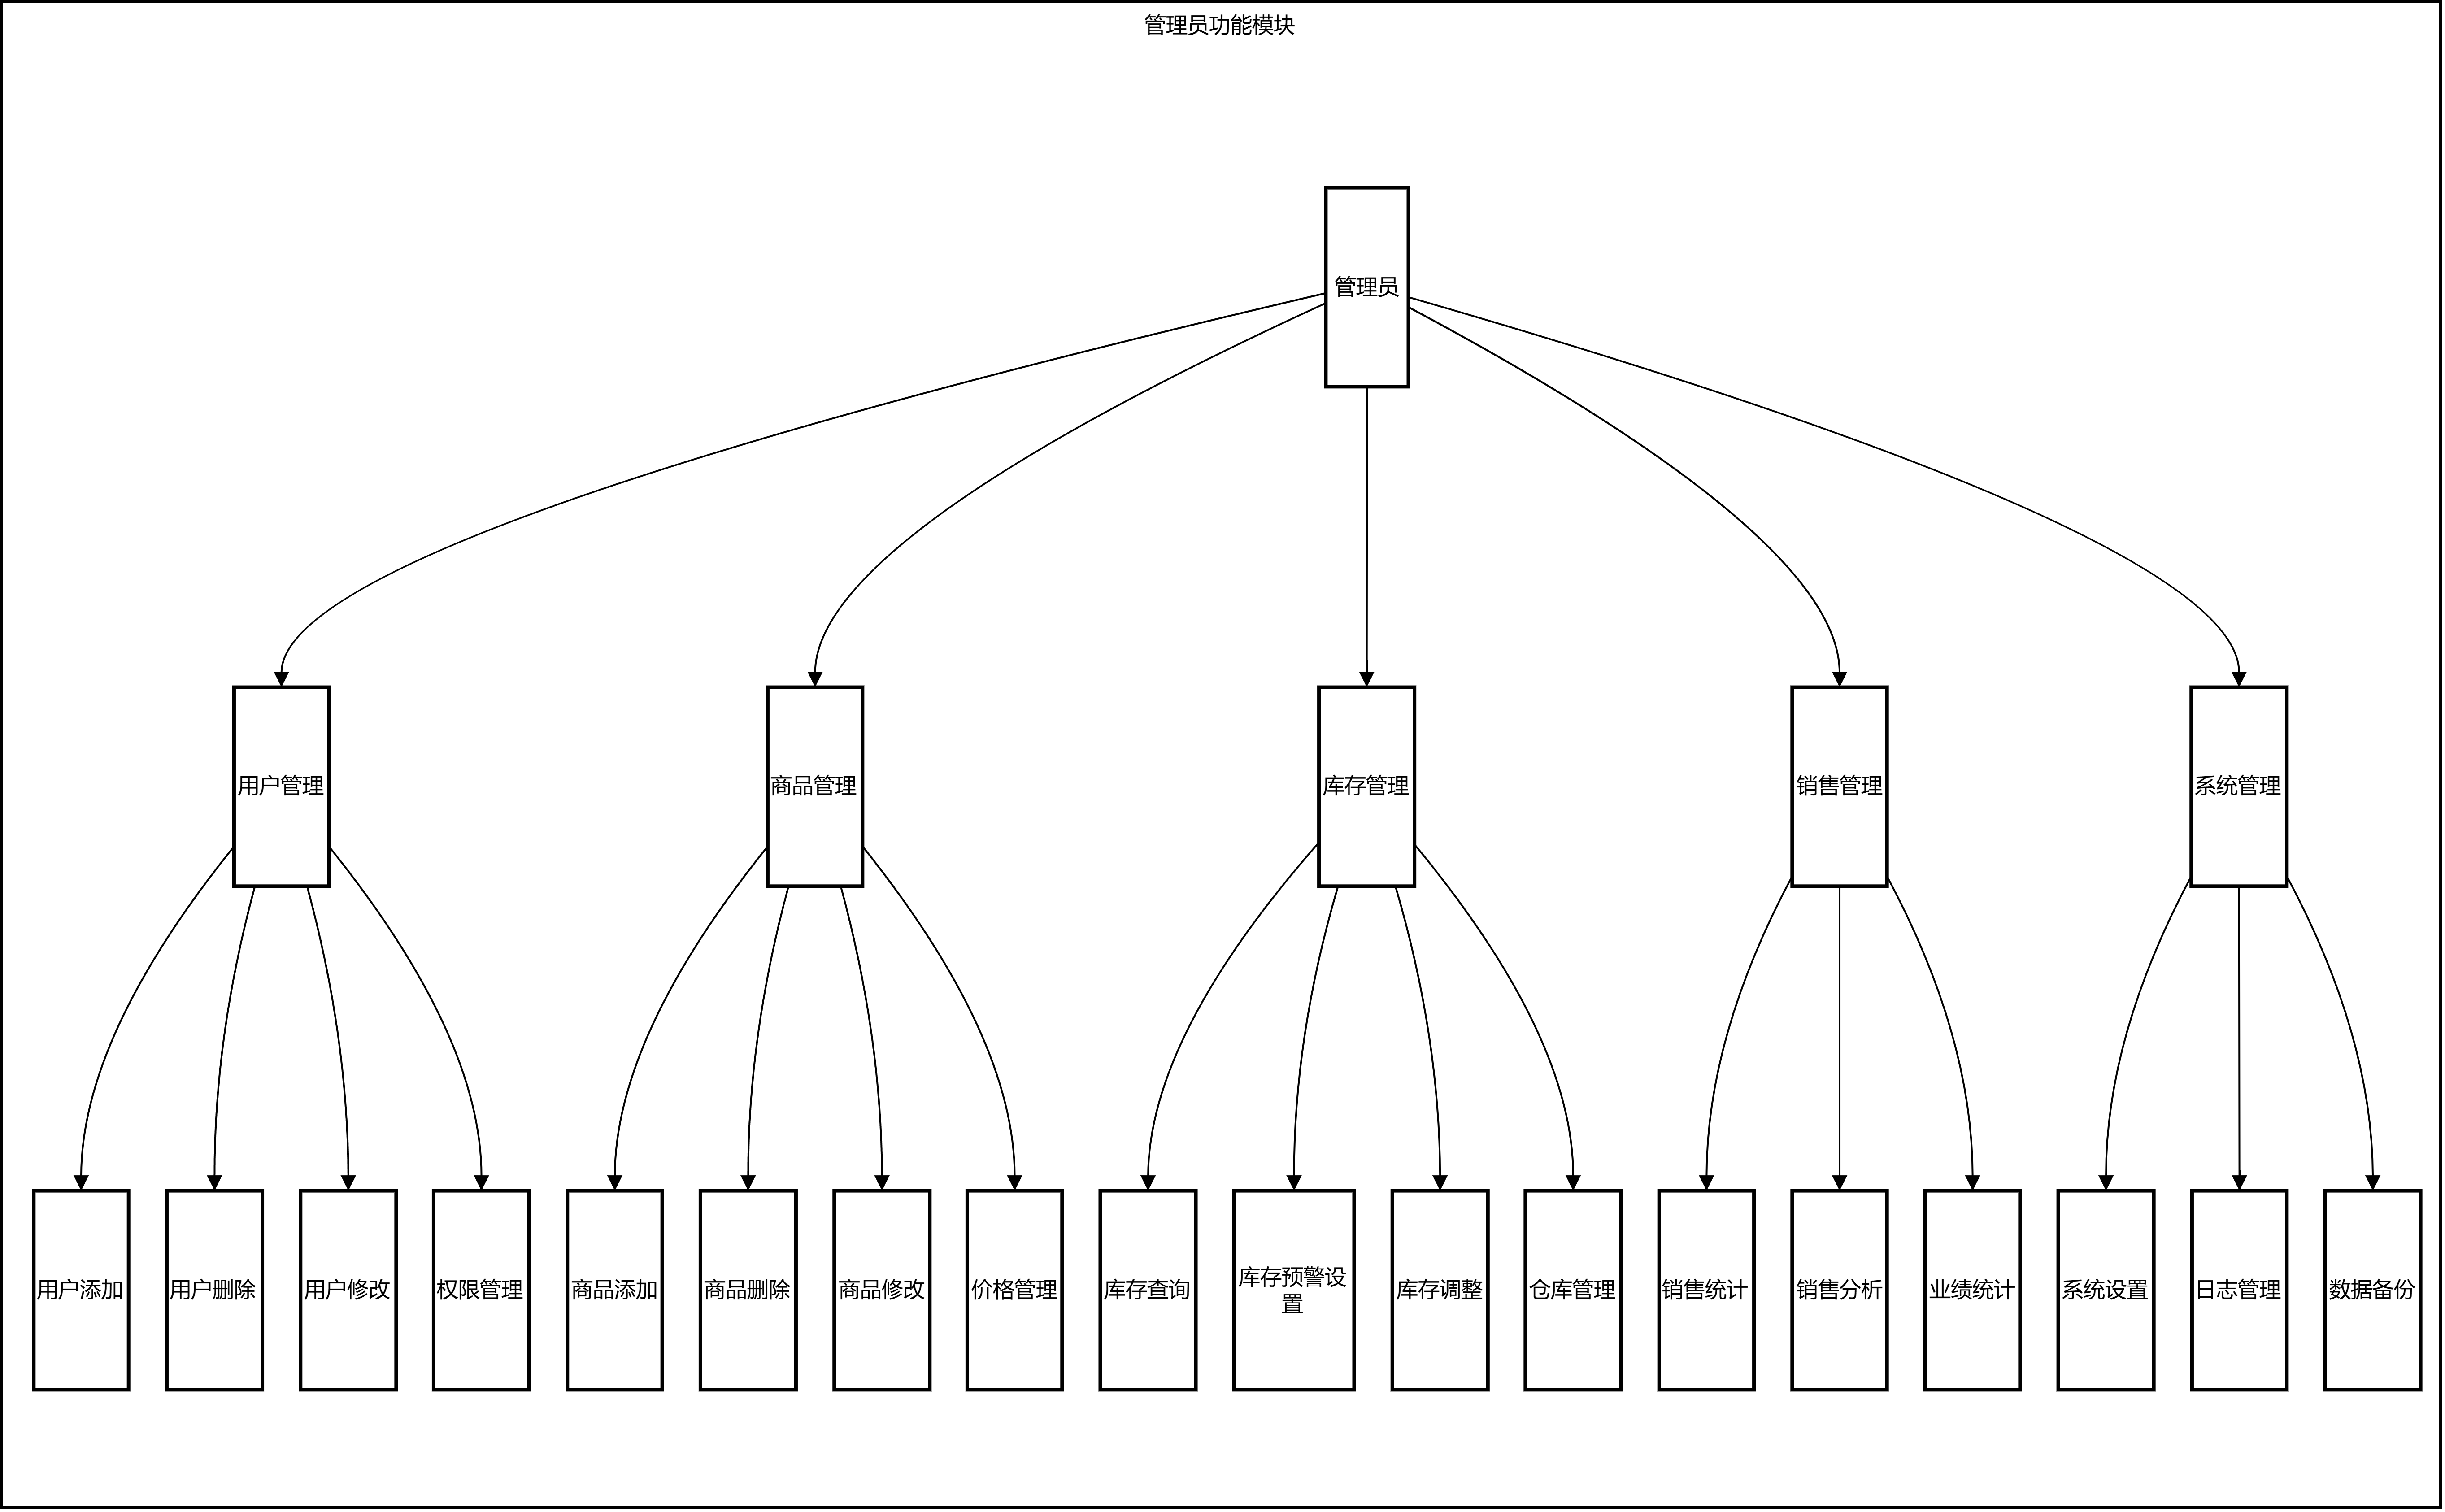 管理员功能模块
管理员
用户管理
商品管理
库存管理
销售管理
系统管理
用户添加
用户删除
用户修改
权限管理
商品添加
商品删除
商品修改
价格管理
库存查询
库存预警设
置
库存调整
仓库管理
销售统计
销售分析
业绩统计
系统设置
日志管理
数据备份